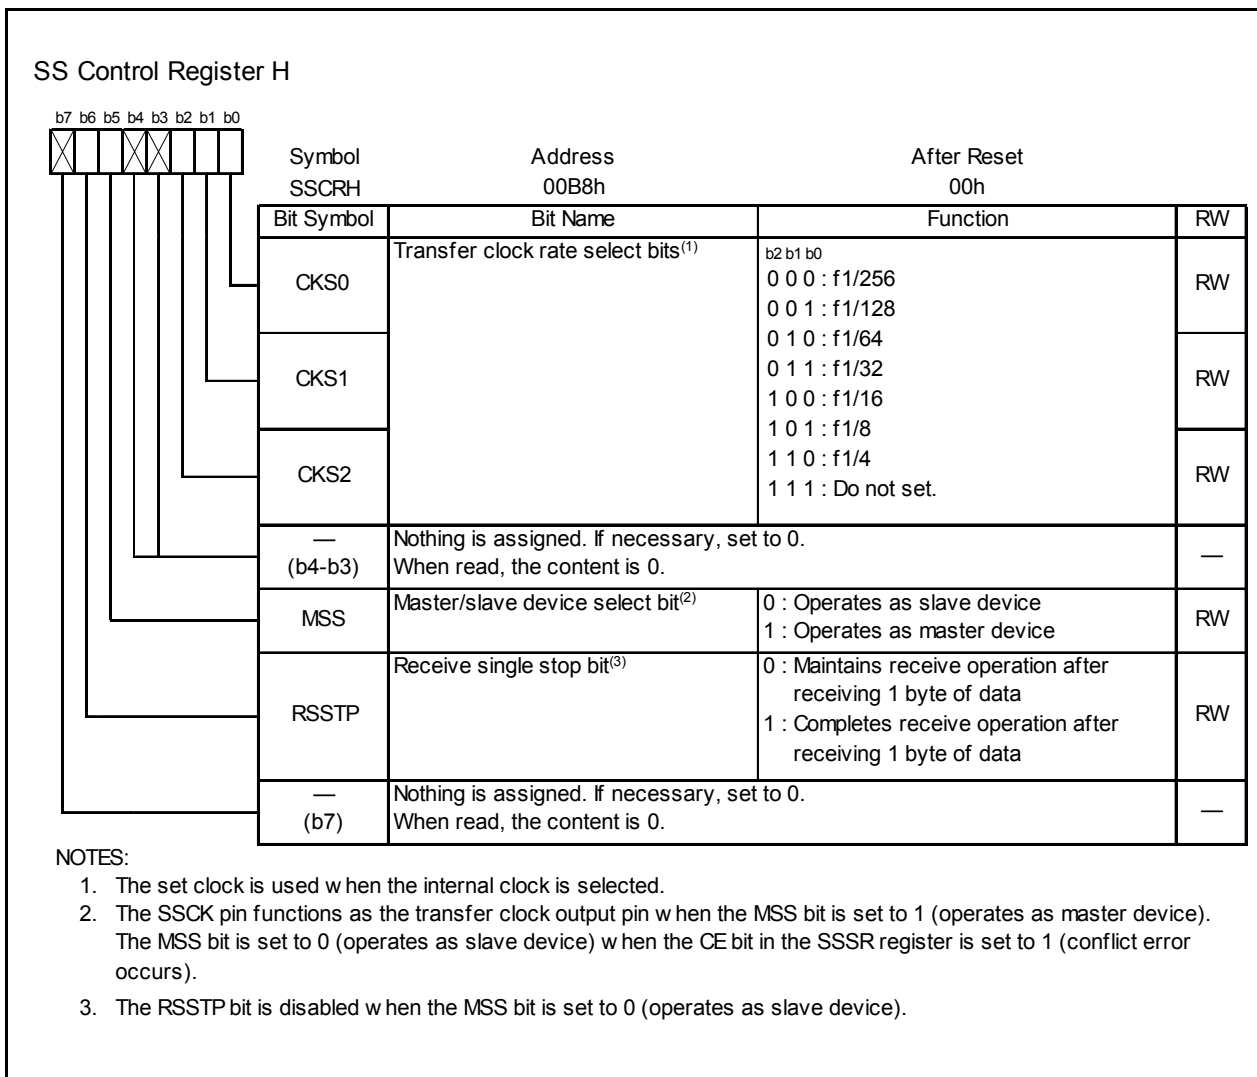 SS Control Register H
b7 b6 b5 b4 b3 b2 b1 b0
Symbol Address After Reset
SSCRH 00B8h 00h
Bit Symbol Bit Name Function RW
CKS0 Transfer clock rate select bits(1) b2 b1 b0 RW
0 0 0 : f1/256
0 0 1 : f1/128
0 1 0 : f1/64
CKS1 0 1 1 : f1/32 RW
1 0 0 : f1/16
1 0 1 : f1/8
CKS2 1 1 0 : f1/4 RW
1 1 1 : Do not set.
— Nothing is assigned. If necessary, set to 0. —
(b4-b3) When read, the content is 0.
MSS Master/slave device select bit(2) 0 : Operates as slave device RW
1 : Operates as master device
RSSTP Receive single stop bit(3) 0 : Maintains receive operation after RW
receiving 1 byte of data
1 : Completes receive operation after
receiving 1 byte of data
— Nothing is assigned. If necessary, set to 0. —
(b7) When read, the content is 0.
NOTES:
1. The set clock is used when the internal clock is selected.
2. The SSCK pin functions as the transfer clock output pin when the MSS bit is set to 1 (operates as master device).
The MSS bit is set to 0 (operates as slave device) when the CE bit in the SSSR register is set to 1 (conflict error
occurs).
3. The RSSTP bit is disabled when the MSS bit is set to 0 (operates as slave device).